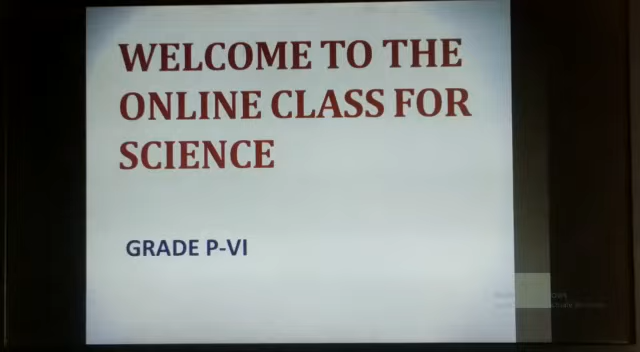 WELCOME TO THE
ONLINE CLASS FOR
SCIENCE
GRADE P-VI